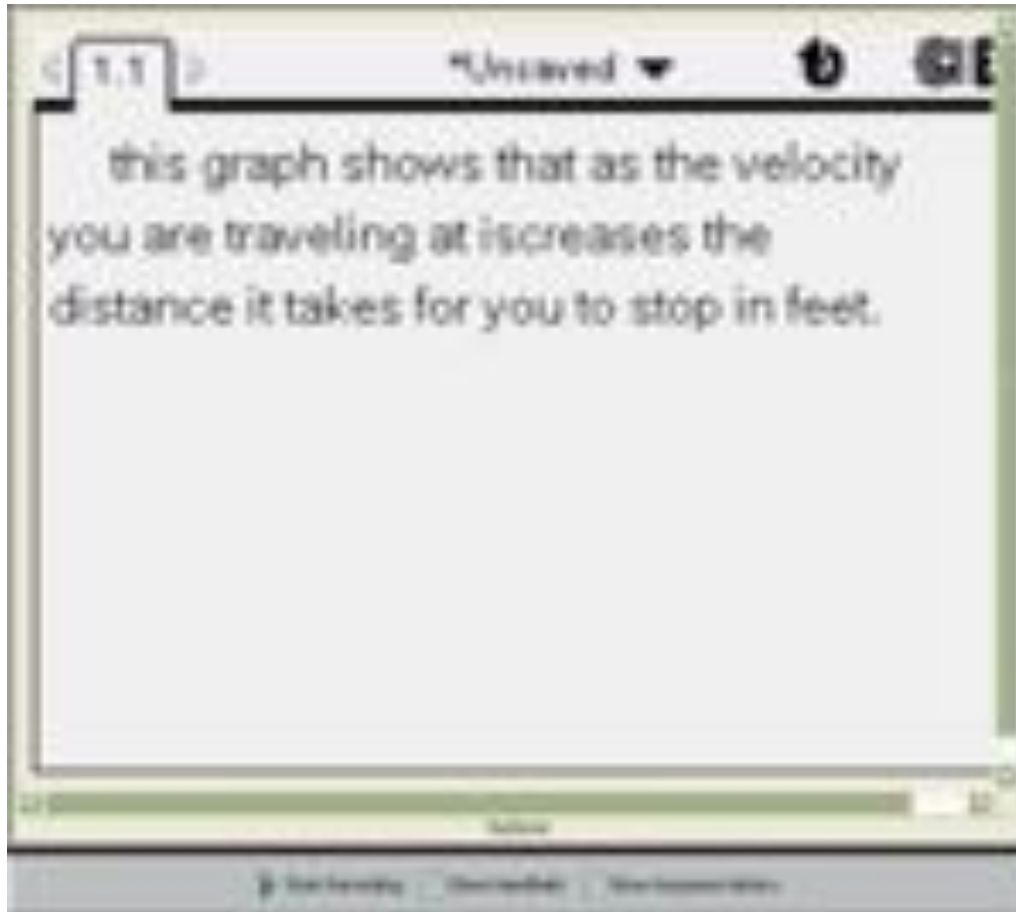 1.1
*Unsaved
this graph shows that as the velocity
you are traveling at iscreases the
distance it takes for you to stop in feet.